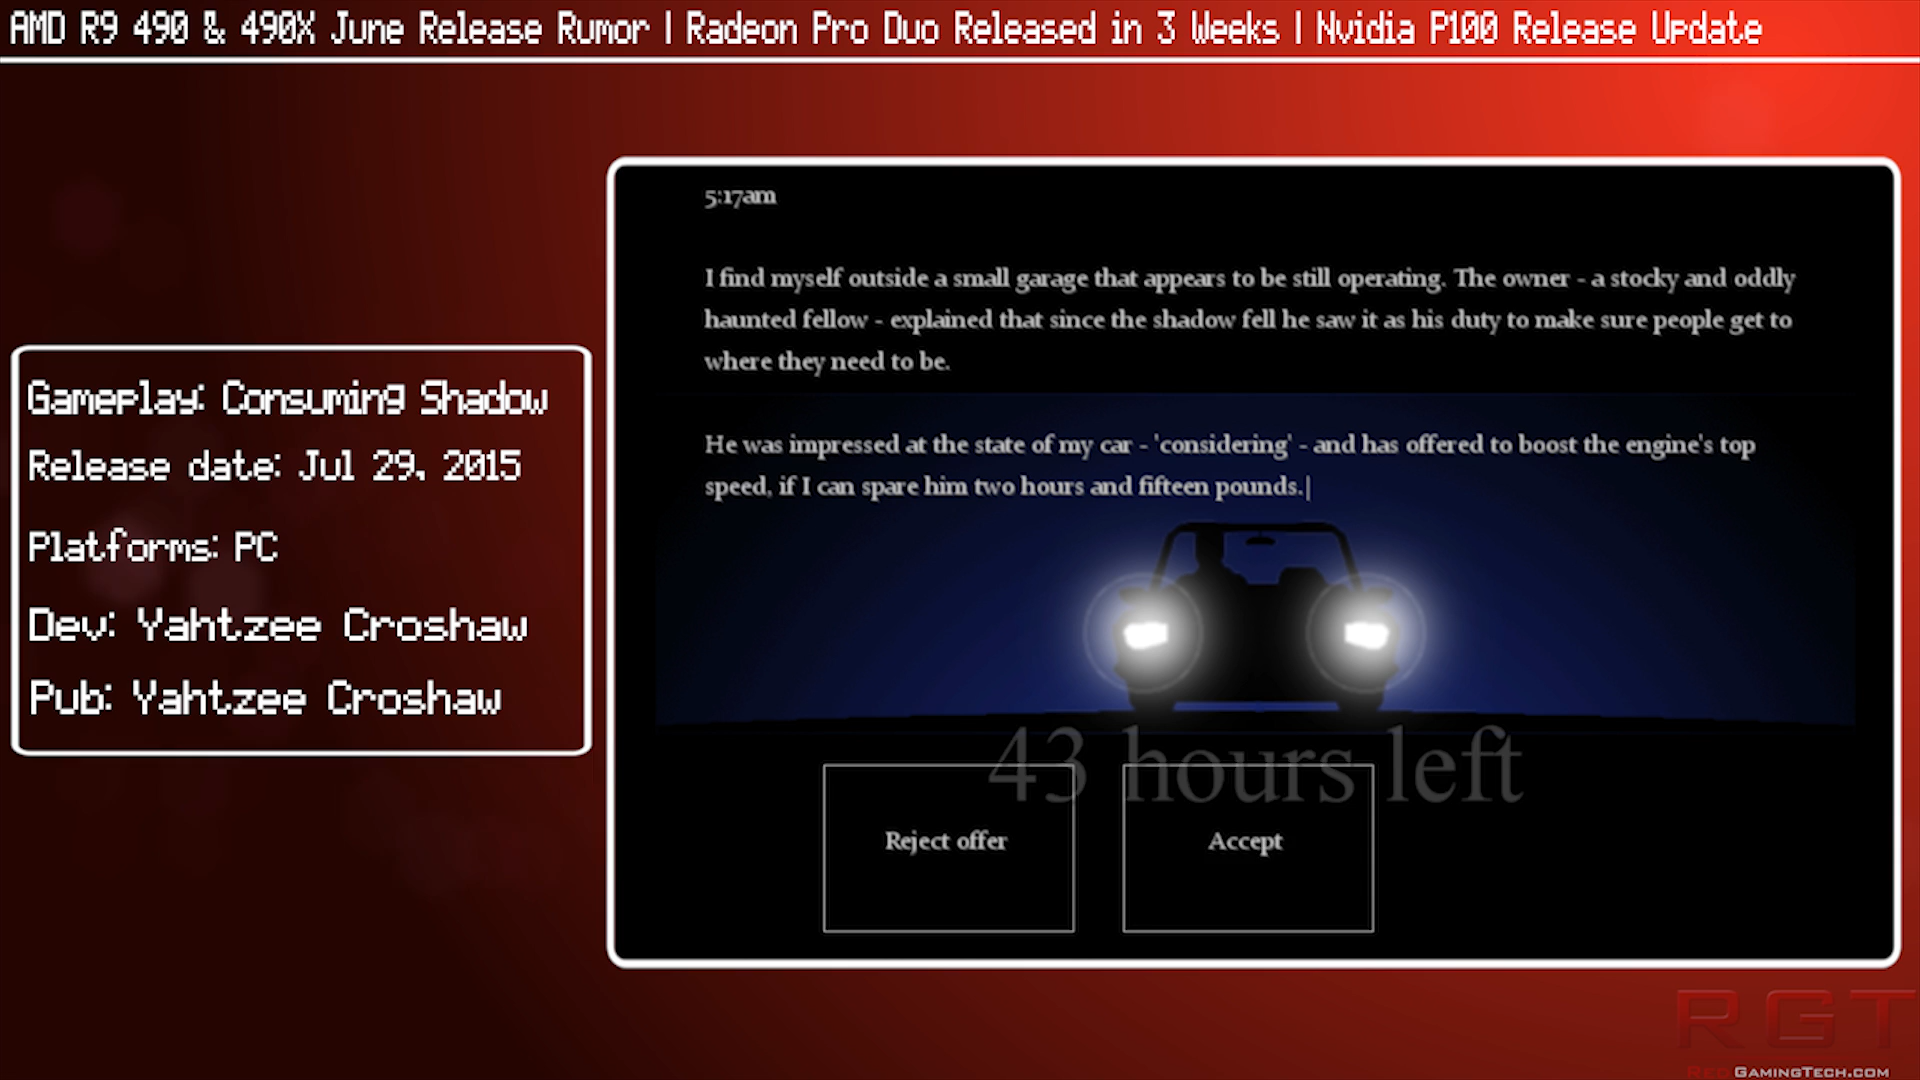 AMD R9 490 & 490X June Release Rumor | Radeon Pro Duo Released in 3 Weeks | Nvidia P100 Release Update
Gameplay: Consuming Shadow
Release date: Jul 29, 2015
Platforms: PC
Dev: Yahtzee Croshaw
Pub: Yahtzee Croshaw
5:17am
I find myself outside a small garage that appears to be still operating. The owner - a stocky and oddly
haunted fellow - explained that since the shadow fell he saw it as his duty to make sure people get to
where they need to be.
He was impressed at the state of my car - 'considering' - and has offered to boost the engine's top
speed, if I can spare him two hours and fifteen pounds.|
43 hours left
Reject offer
Accept
RGT
RedGamingTech.com